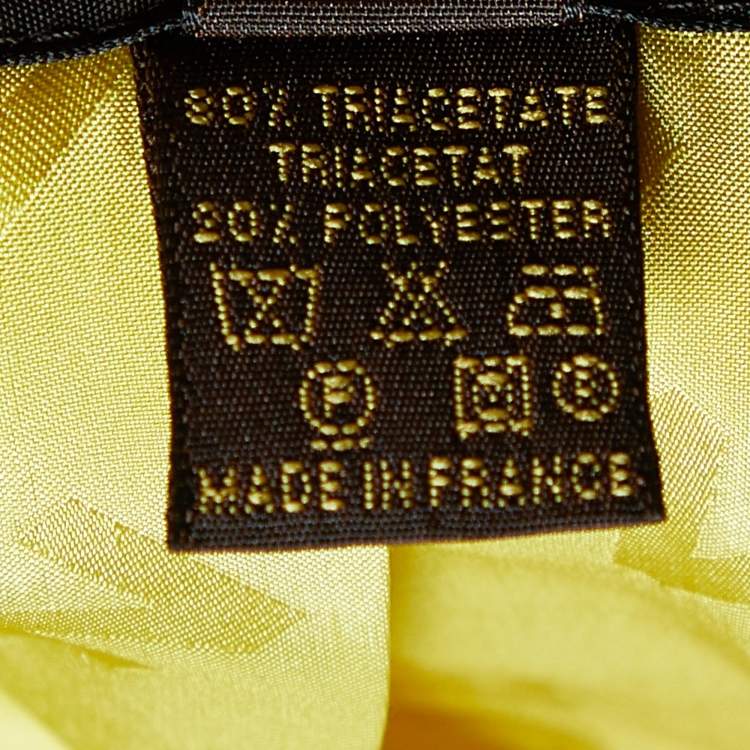 80% TRIACETATE
TRIACETAT
20% POLYESTER
F
®
MADE IN FRANCE